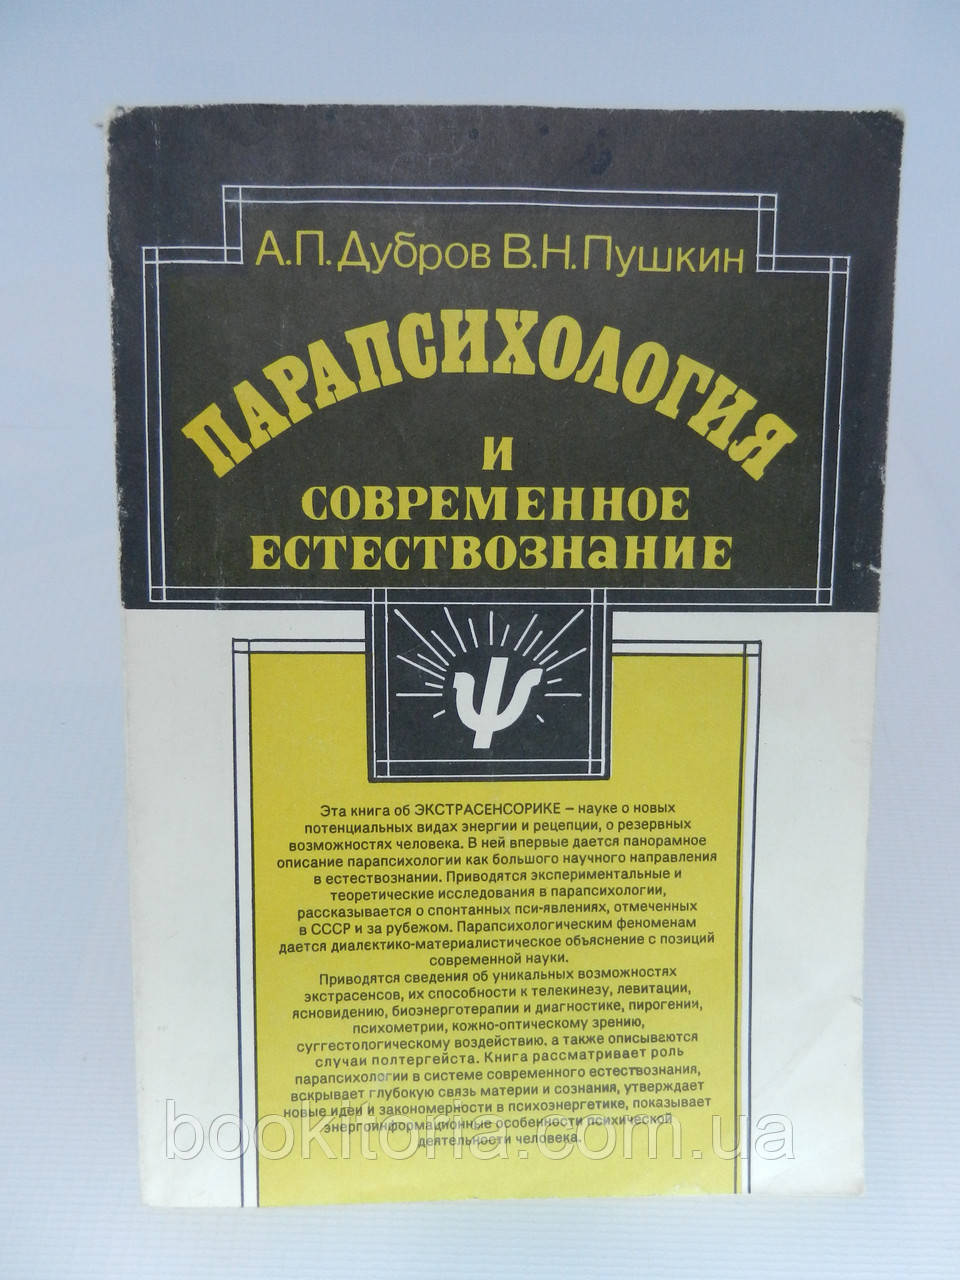 А.П.Дубров В.Н.Пушкин
ПАРАПСИХОЛОГИЯ
И
СОВРЕМЕННОЕ
ЕСТЕСТВОЗНАНИЕ
Ψ
Эта книга об ЭКСТРАСЕНСОРИКЕ – науке о новых
потенциальных видах энергии и рецепции, о резервных
возможностях человека. В ней впервые дается панорамное
описание парапсихологии как большого научного направления
в естествознании. Приводятся экспериментальные и
теоретические исследования в парапсихологии,
рассказывается о спонтанных пси-явлениях, отмеченных
в СССР и за рубежом. Парапсихологическим феноменам
дается диалектико-материалистическое объяснение с позиций
современной науки.
Приводятся сведения об уникальных возможностях
экстрасенсов, их способности к телекинезу, левитации,
ясновидению, биоэнерготерапии и диагностике, пирогении,
психометрии, кожно-оптическому зрению,
суггестологическому воздействию, а также описываются
случаи полтергейста. Книга рассматривает роль
парапсихологии в системе современного естествознания,
вскрывает глубокую связь материи и сознания, утверждает
новые идеи и закономерности в психоэнергетике, показывает
энергоинформационные особенности психической
деятельности человека.
bookitoria.com.ua